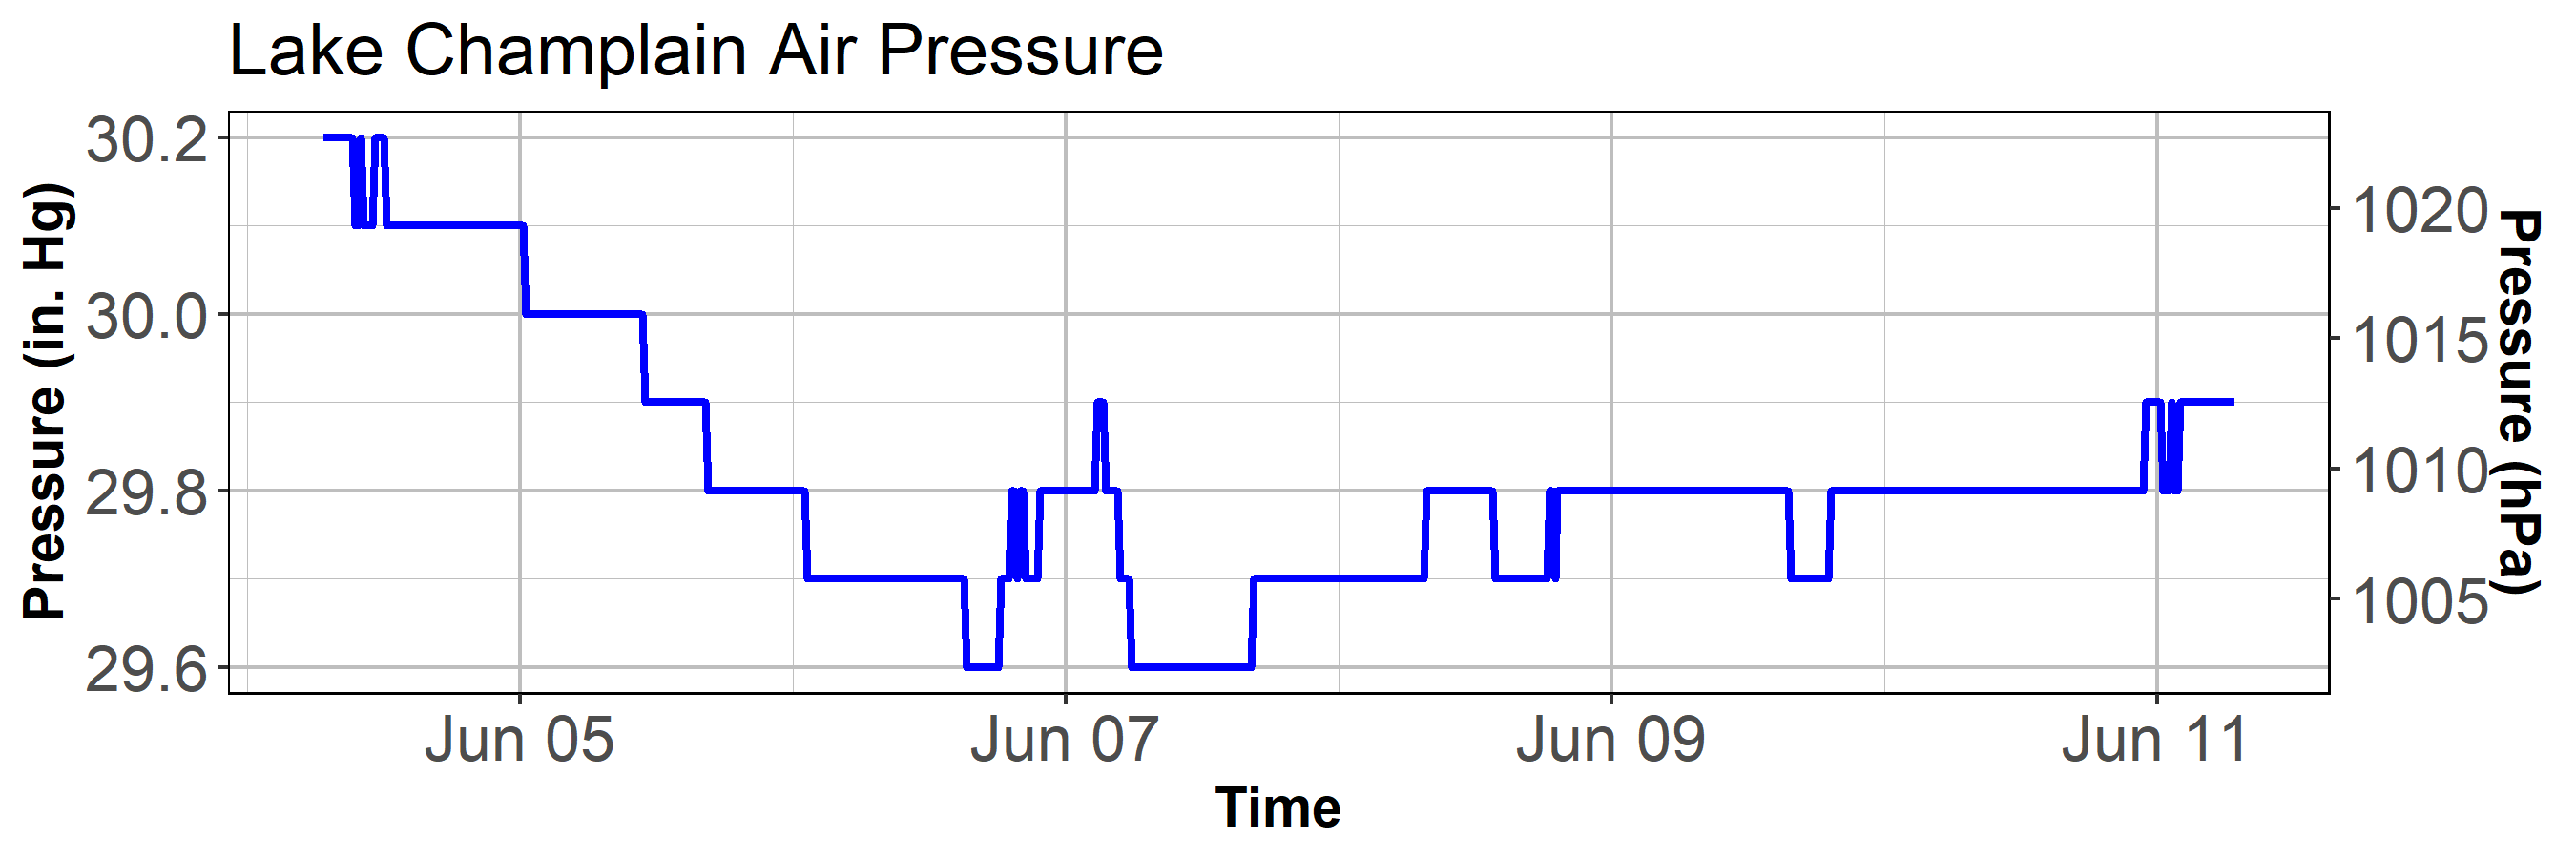 Lake Champlain Air Pressure
Pressure (in. Hg)
30.2
30.0
29.8
29.6
1020
1015
1010
1005
Pressure (hPa)
Jun 05 Jun 07 Jun 09 Jun 11
Time